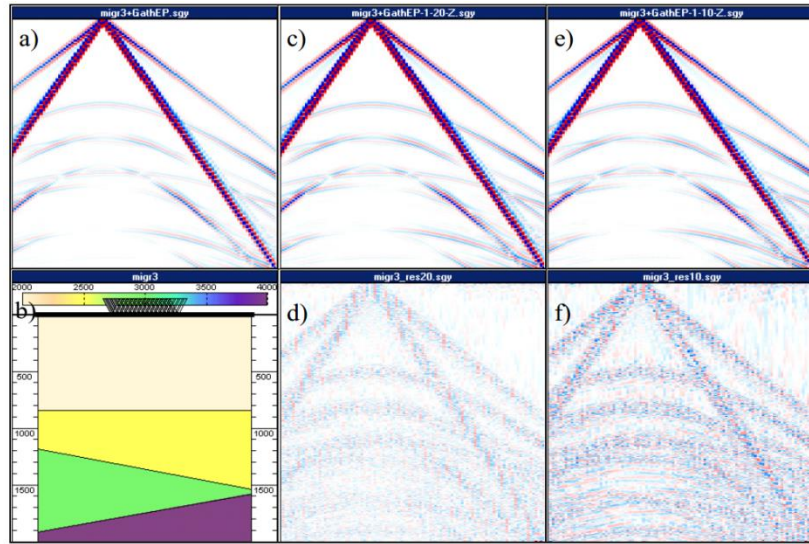 migr3+GathEP.sgy
migr3+GathEP-1-20-Z.sgy
migr3+GathEP-1-10-Z.sgy
a)
c)
e)
migr3
migr3_res20.sgy
migr3_res10.sgy
2000 2500 3000 3500 4000
b)
d)
f)
500 500
1000 1000
1500 1500